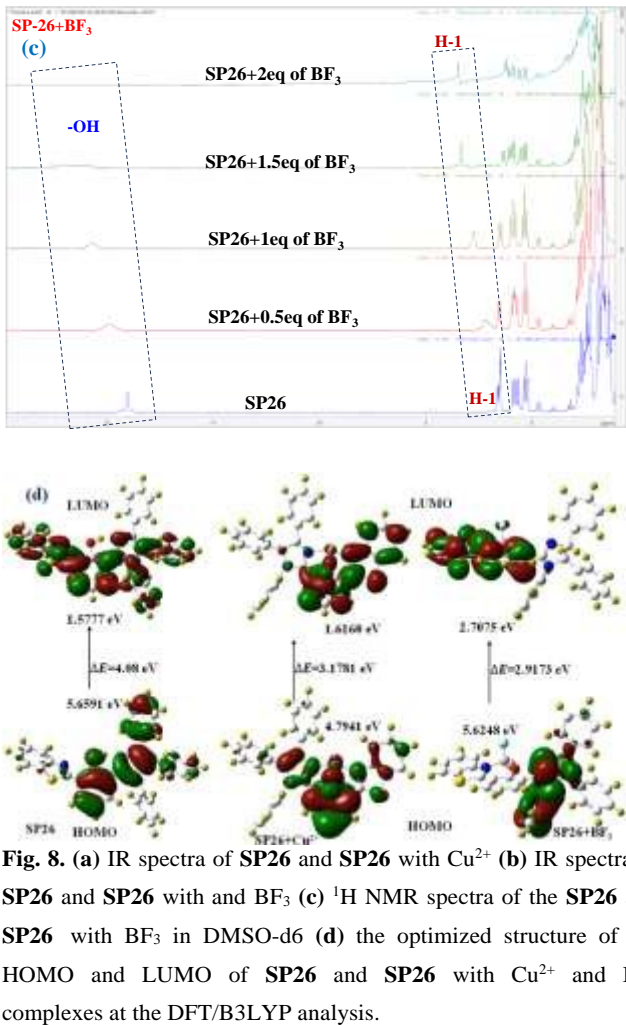 SP-26+BF3
(c)
H-1
SP26+2eq of BF3
-OH
SP26+1.5eq of BF3
SP26+1eq of BF3
SP26+0.5eq of BF3
SP26
H-1
(d)
LUMO
LUMO
1.5777 eV
1.6160 eV
2.7075 eV
ΔE=4.08 eV
ΔE=3.1781 eV
ΔE=2.9173 eV
5.6591 eV
4.7941 eV
5.6248 eV
SP26
HOMO
SP26+Cu2+
HOMO
SP26+BF3
Fig. 8. (a) IR spectra of SP26 and SP26 with Cu²⁺ (b) IR spectra
SP26 and SP26 with and BF₃ (c) ¹H NMR spectra of the SP26
SP26 with BF₃ in DMSO-d6 (d) the optimized structure of
HOMO and LUMO of SP26 and SP26 with Cu²⁺ and
complexes at the DFT/B3LYP analysis.